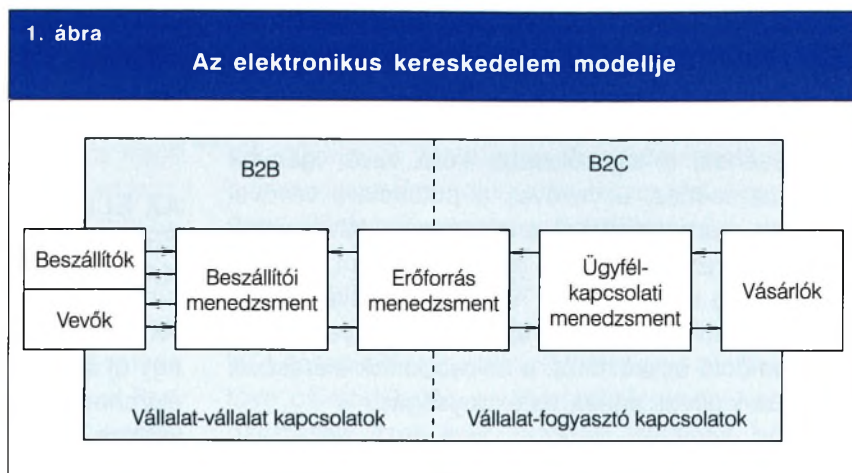 1. ábra
Az elektronikus kereskedelem modellje
B2B
B2C
Beszállítók
Vevők
Beszállítói
menedzsment
Erőforrás
menedzsment
Ügyfél-
kapcsolati
menedzsment
Vásárlók
Vállalat-vállalat kapcsolatok
Vállalat-fogyasztó kapcsolatok